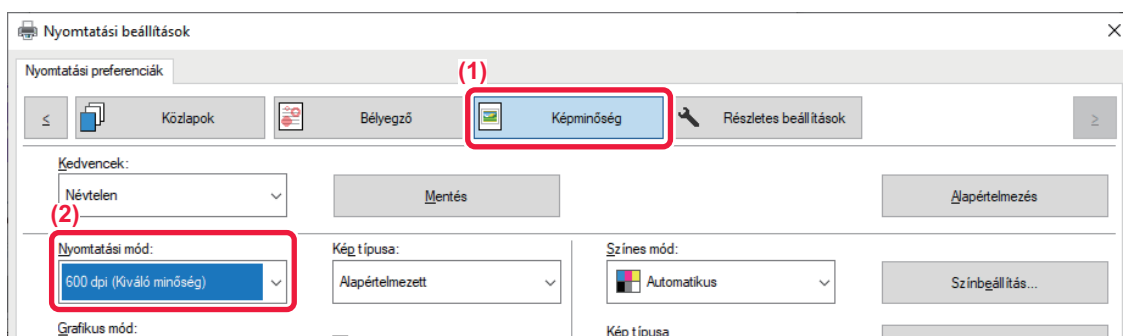 Nyomtatási beállítások
Nyomtatási preferenciák
(1)
< Közlapok Bélyegző Képminőség Részletes beállítások >
Kedvencek:
Névtelen Mentés Alapértelmezés
(2)
Nyomtatási mód: Kép típusa: Színes mód:
600 dpi (Kiváló minőség) Alapértelmezett Automatikus Színbeállítás...
Grafikus mód: Kép típusa